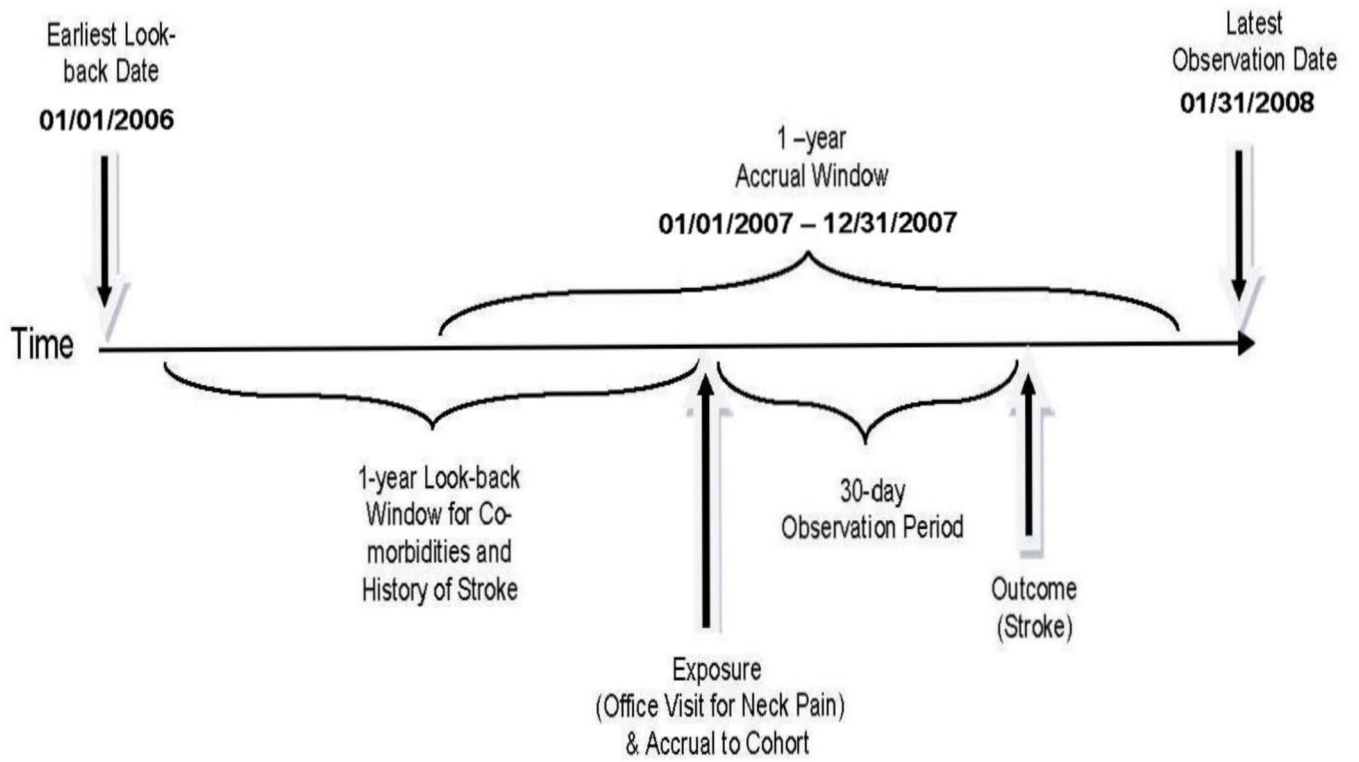 Earliest Look-
back Date
01/01/2006
Latest
Observation Date
01/31/2008
1 –year
Accrual Window
01/01/2007 – 12/31/2007
Time
1-year Look-back
Window for Co-
morbidities and
History of Stroke
30-day
Observation Period
Outcome
(Stroke)
Exposure
(Office Visit for Neck Pain)
& Accrual to Cohort